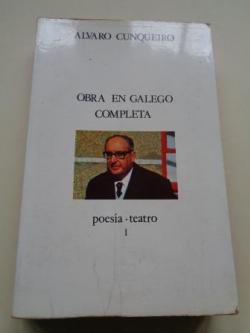 ALVARO CUNQUEIRO
OBRA EN GALEGO
COMPLETA
poesía-teatro
1